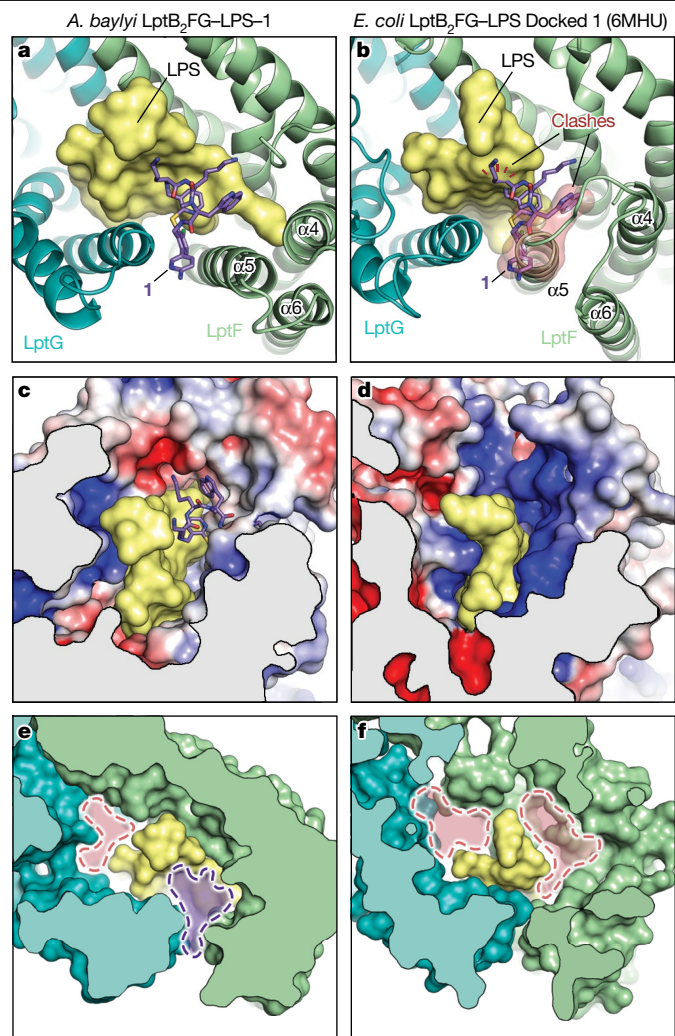 A. baylyi LptB₂FG–LPS–1
E. coli LptB₂FG–LPS Docked 1 (6MHU)
a
LPS
α4
α5
1
α6
LptF
LptG
b
LPS
Clashes
α4
1
α5
α6
LptG
LptF
c
d
e
f